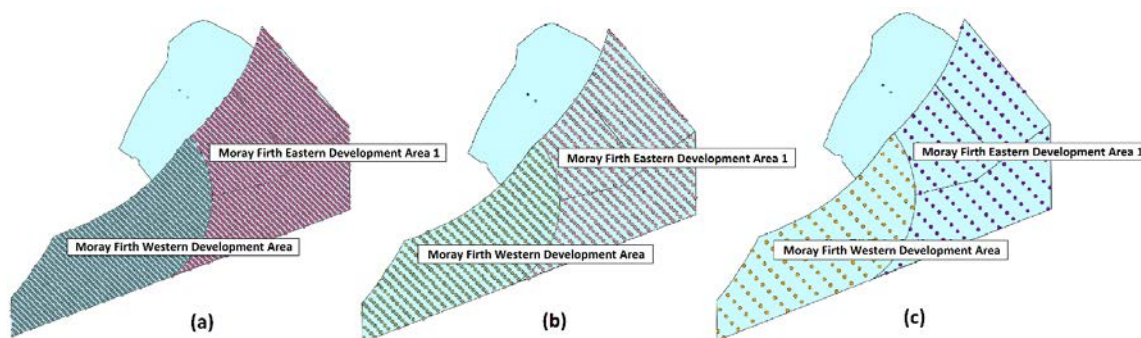 Moray Firth Eastern Development Area 1
Moray Firth Western Development Area
(a)
Moray Firth Eastern Development Area 1
Moray Firth Western Development Area
(b)
Moray Firth Eastern Development Area 1
Moray Firth Western Development Area
(c)